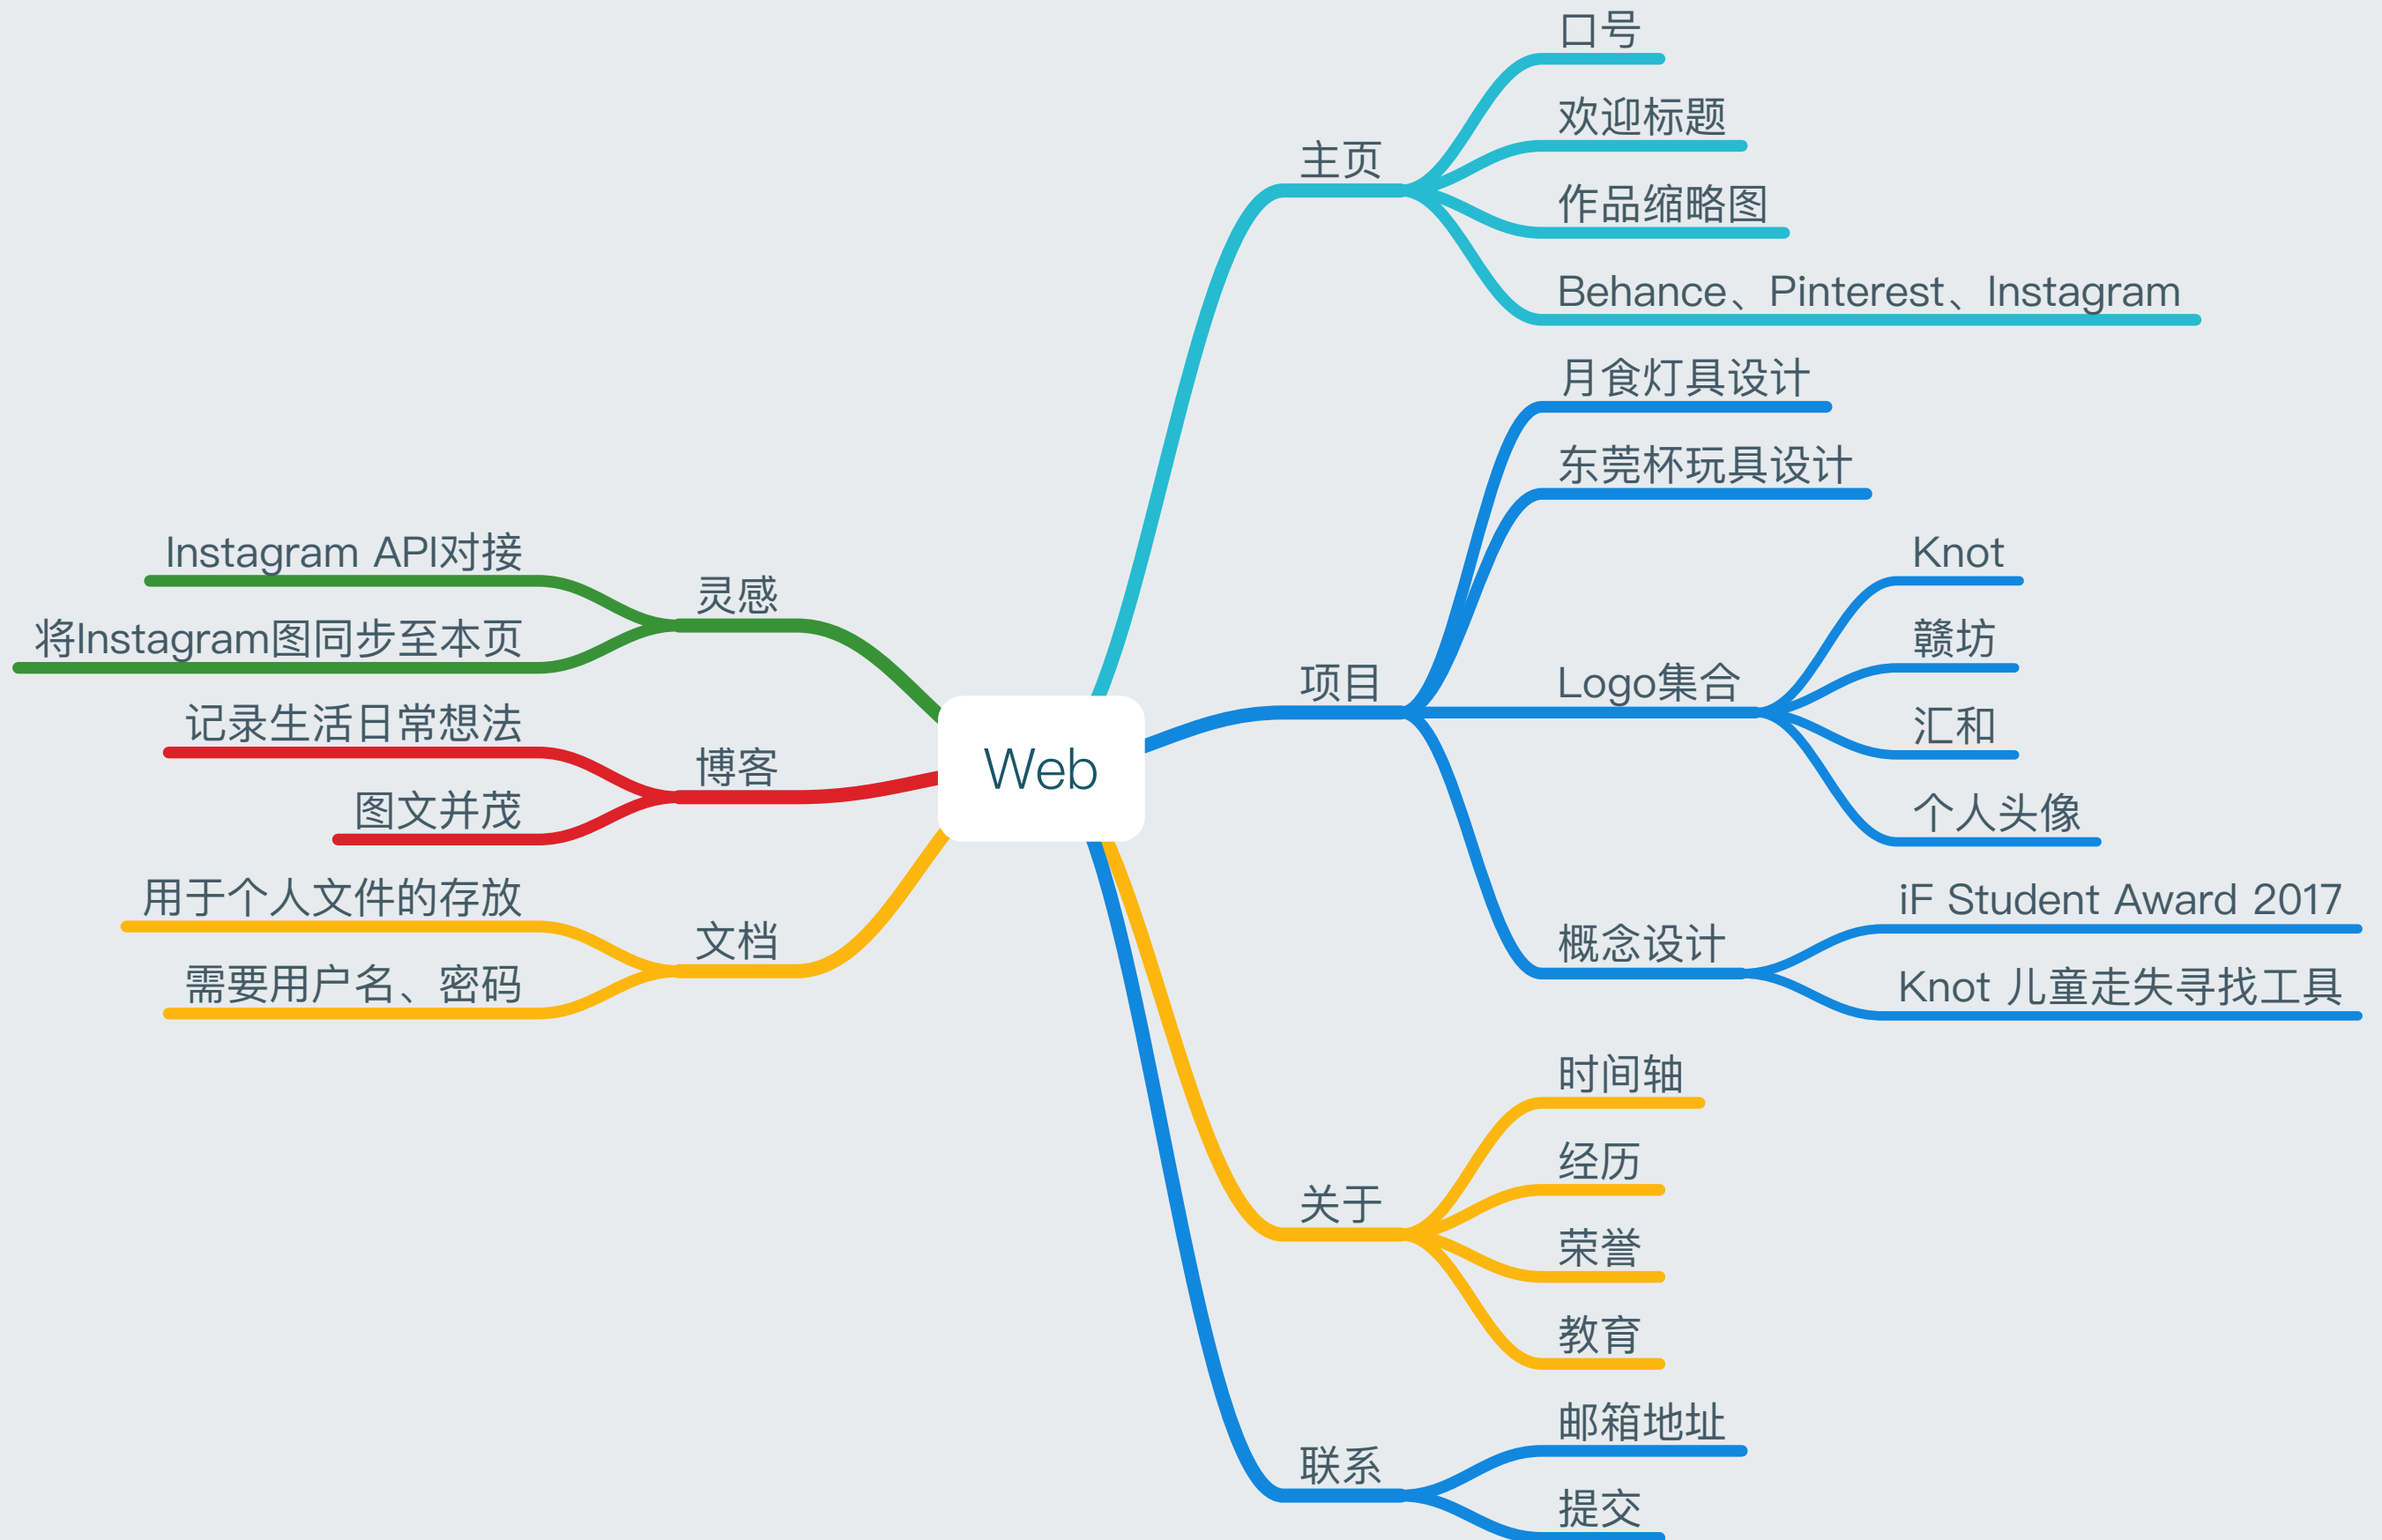 Web
主页
口号
欢迎标题
作品缩略图
Behance、Pinterest、Instagram
项目
月食灯具设计
东莞杯玩具设计
Logo集合
Knot
赣坊
汇和
个人头像
概念设计
iF Student Award 2017
Knot 儿童走失寻找工具
关于
时间轴
经历
荣誉
教育
联系
邮箱地址
提交
灵感
Instagram API对接
将Instagram图同步至本页
博客
记录生活日常想法
图文并茂
文档
用于个人文件的存放
需要用户名、密码